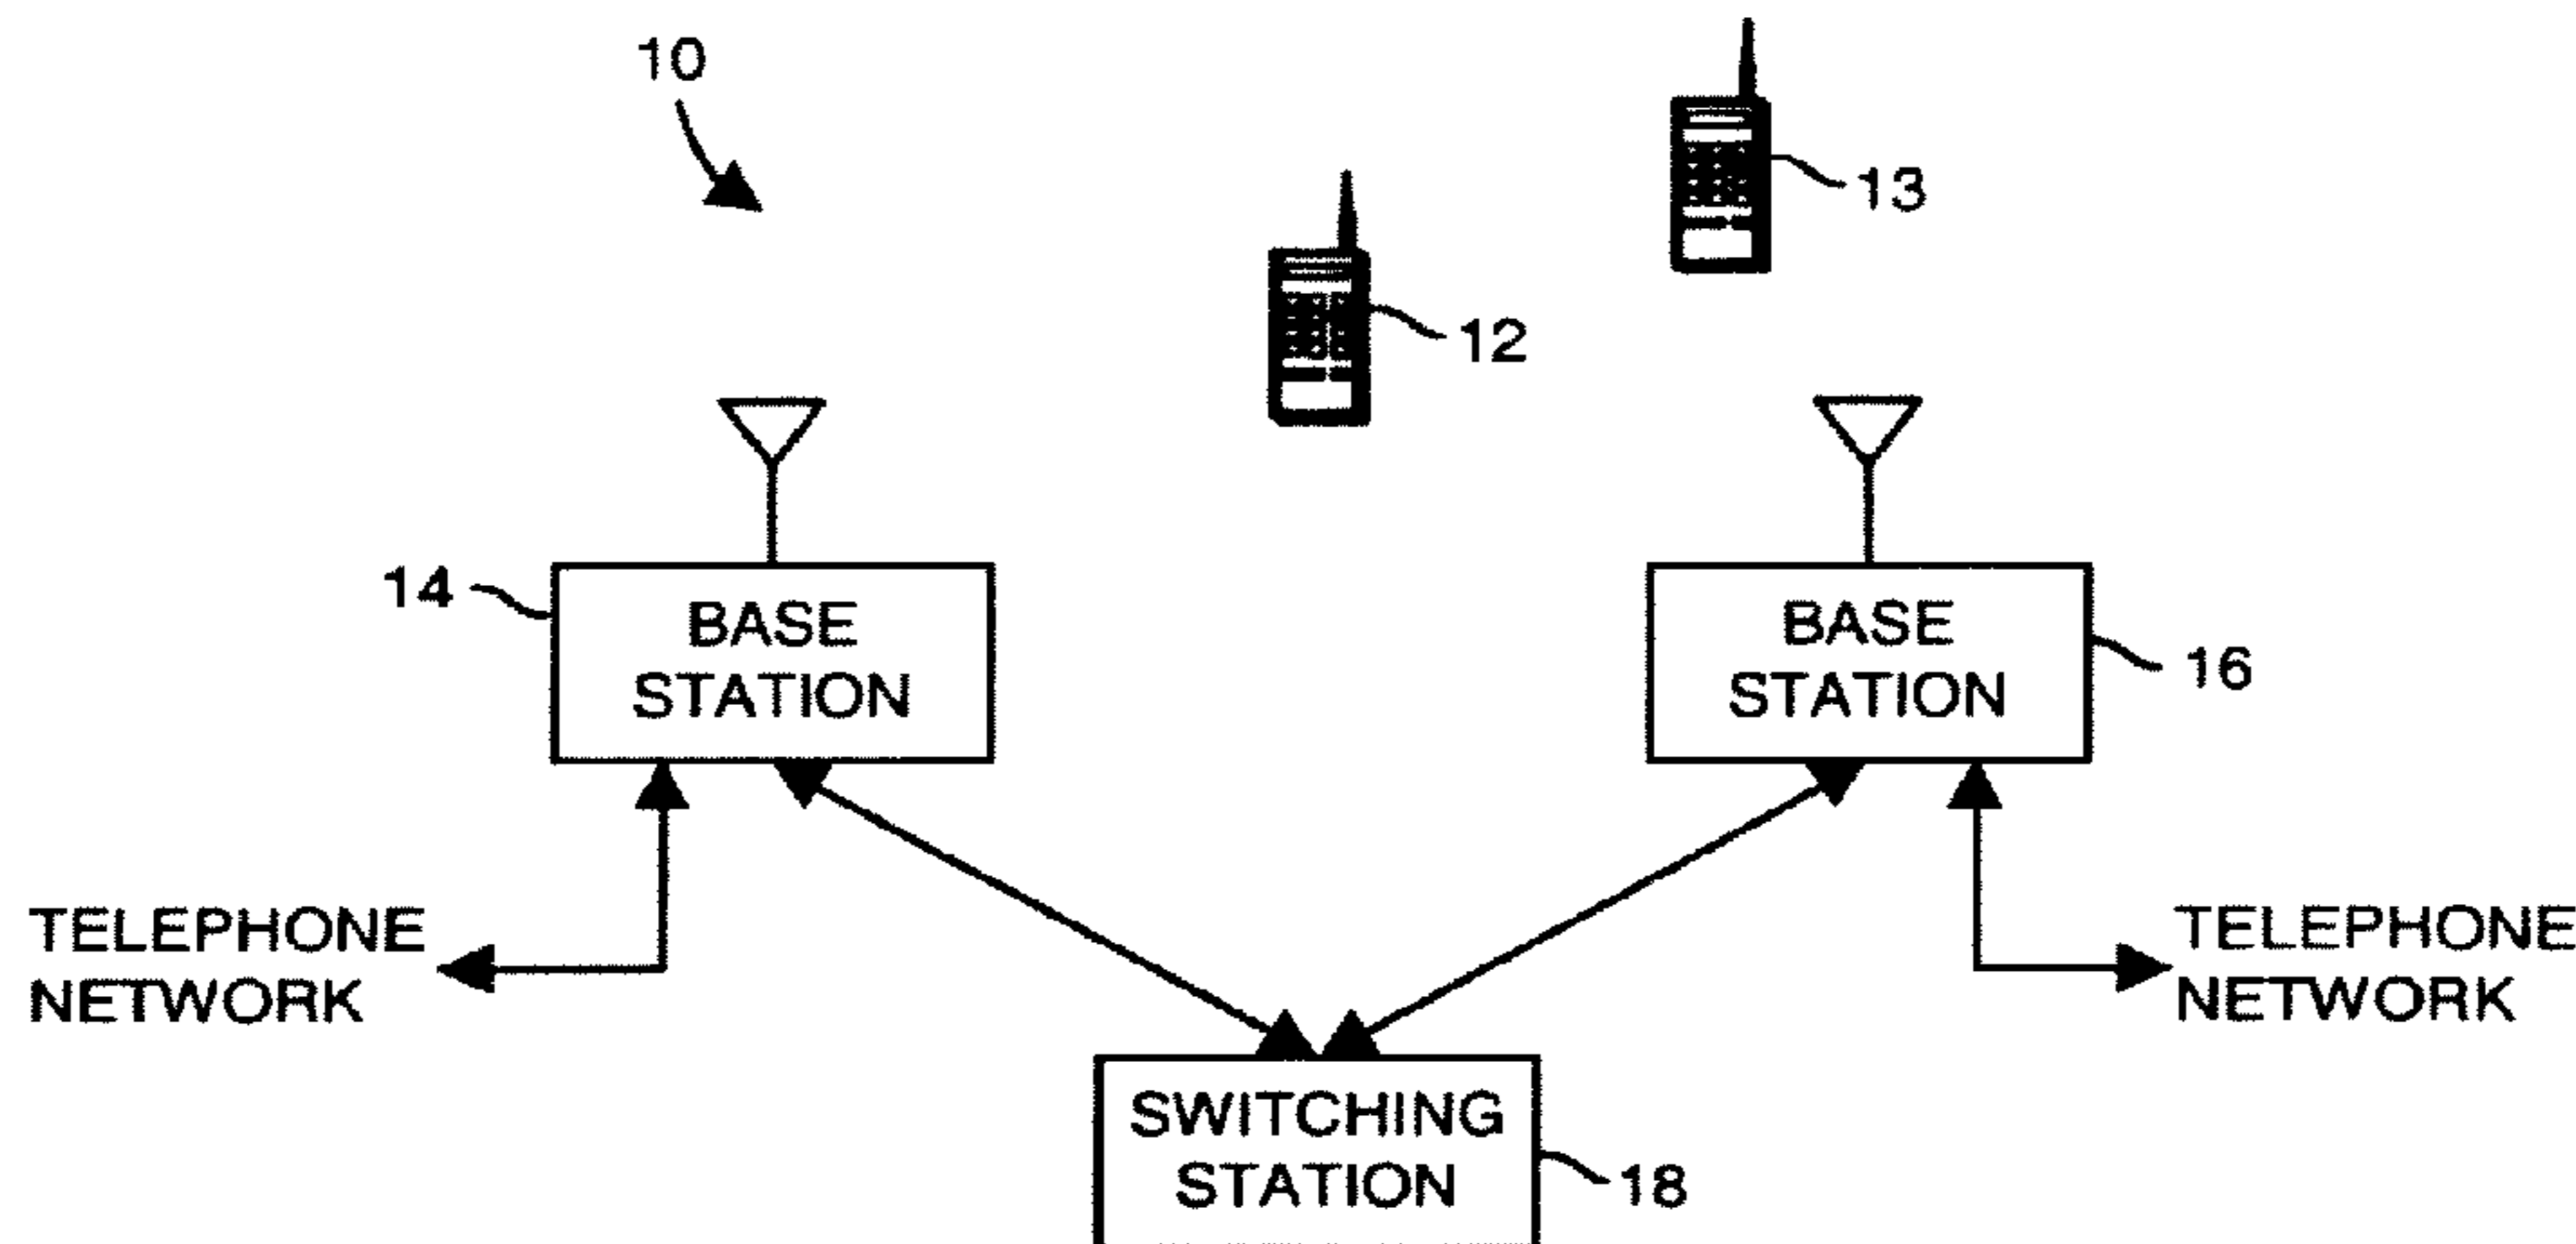 10
13
12
14
BASE
STATION
BASE
STATION
16
TELEPHONE
NETWORK
TELEPHONE
NETWORK
SWITCHING
STATION
18